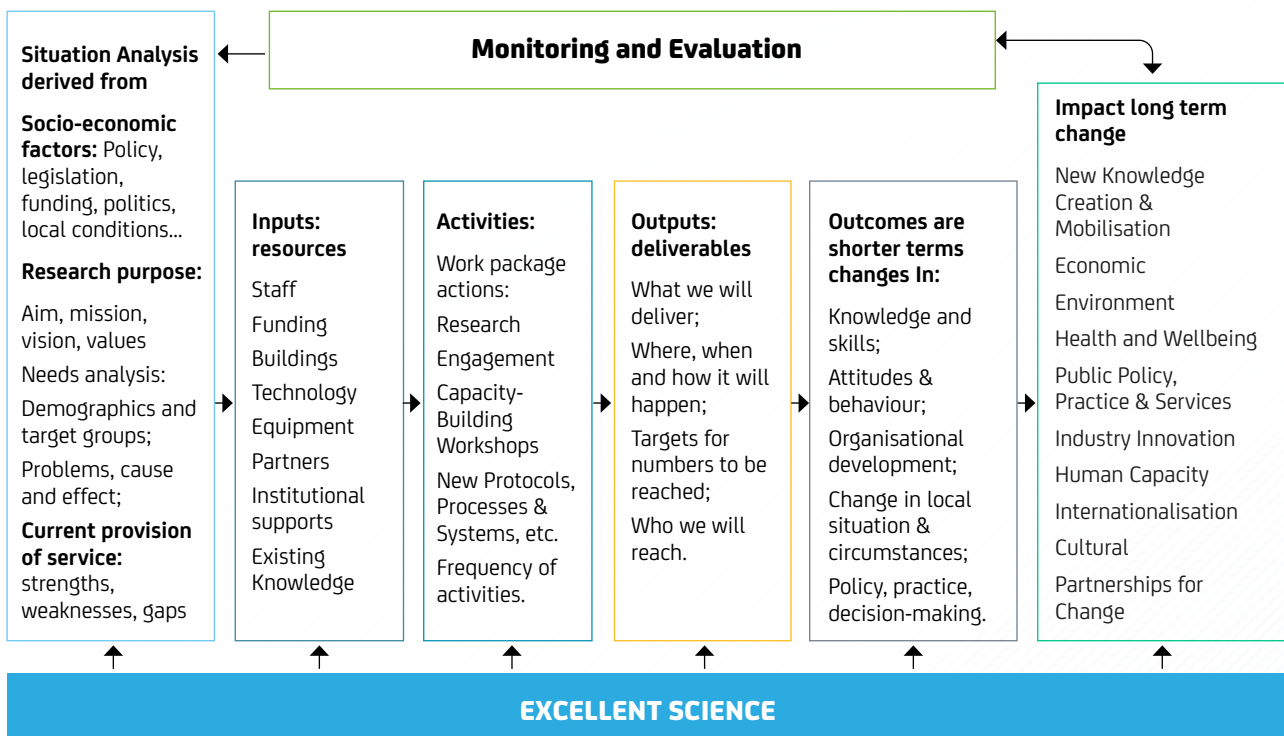 Monitoring and Evaluation
Situation Analysis
derived from
Socio-economic
factors: Policy,
legislation,
funding, politics,
local conditions...
Research purpose:
Aim, mission,
vision, values
Needs analysis:
Demographics and
target groups;
Problems, cause
and effect;
Current provision
of service:
strengths,
weaknesses, gaps
Inputs:
resources
Staff
Funding
Buildings
Technology
Equipment
Partners
Institutional
supports
Existing
Knowledge
Activities:
Work package
actions:
Research
Engagement
Capacity-
Building
Workshops
New Protocols,
Processes &
Systems, etc.
Frequency of
activities.
Outputs:
deliverables
What we will
deliver;
Where, when
and how it will
happen;
Targets for
numbers to be
reached;
Who we will
reach.
Outcomes are
shorter terms
changes In:
Knowledge and
skills;
Attitudes &
behaviour;
Organisational
development;
Change in local
situation &
circumstances;
Policy, practice,
decision-making.
Impact long term
change
New Knowledge
Creation &
Mobilisation
Economic
Environment
Health and Wellbeing
Public Policy,
Practice & Services
Industry Innovation
Human Capacity
Internationalisation
Cultural
Partnerships for
Change
EXCELLENT SCIENCE